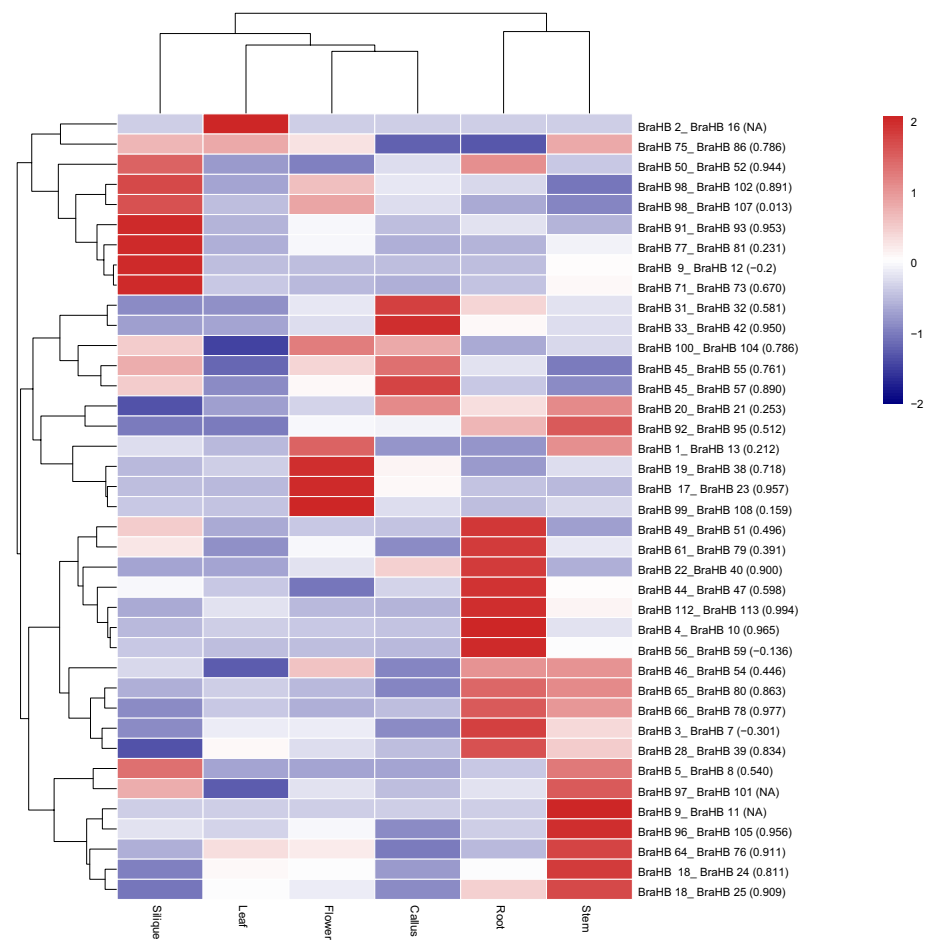 BraHB 2_ BraHB 16 (NA)
BraHB 75_ BraHB 86 (0.786)
BraHB 50_ BraHB 52 (0.944)
BraHB 98_ BraHB 102 (0.891)
BraHB 98_ BraHB 107 (0.013)
BraHB 91_ BraHB 93 (0.953)
BraHB 77_ BraHB 81 (0.231)
BraHB 9_ BraHB 12 (−0.2)
BraHB 71_ BraHB 73 (0.670)
BraHB 31_ BraHB 32 (0.581)
BraHB 33_ BraHB 42 (0.950)
BraHB 100_ BraHB 104 (0.786)
BraHB 45_ BraHB 55 (0.761)
BraHB 45_ BraHB 57 (0.890)
BraHB 20_ BraHB 21 (0.253)
BraHB 92_ BraHB 95 (0.512)
BraHB 1_ BraHB 13 (0.212)
BraHB 19_ BraHB 38 (0.718)
BraHB 17_ BraHB 23 (0.957)
BraHB 99_ BraHB 108 (0.159)
BraHB 49_ BraHB 51 (0.496)
BraHB 61_ BraHB 79 (0.391)
BraHB 22_ BraHB 40 (0.900)
BraHB 44_ BraHB 47 (0.598)
BraHB 112_ BraHB 113 (0.994)
BraHB 4_ BraHB 10 (0.965)
BraHB 56_ BraHB 59 (−0.136)
BraHB 46_ BraHB 54 (0.446)
BraHB 65_ BraHB 80 (0.863)
BraHB 66_ BraHB 78 (0.977)
BraHB 3_ BraHB 7 (−0.301)
BraHB 28_ BraHB 39 (0.834)
BraHB 5_ BraHB 8 (0.540)
BraHB 97_ BraHB 101 (NA)
BraHB 9_ BraHB 11 (NA)
BraHB 96_ BraHB 105 (0.956)
BraHB 64_ BraHB 76 (0.911)
BraHB 18_ BraHB 24 (0.811)
BraHB 18_ BraHB 25 (0.909)
Silique
Leaf
Flower
Callus
Root
Stem
2
1
0
−1
−2